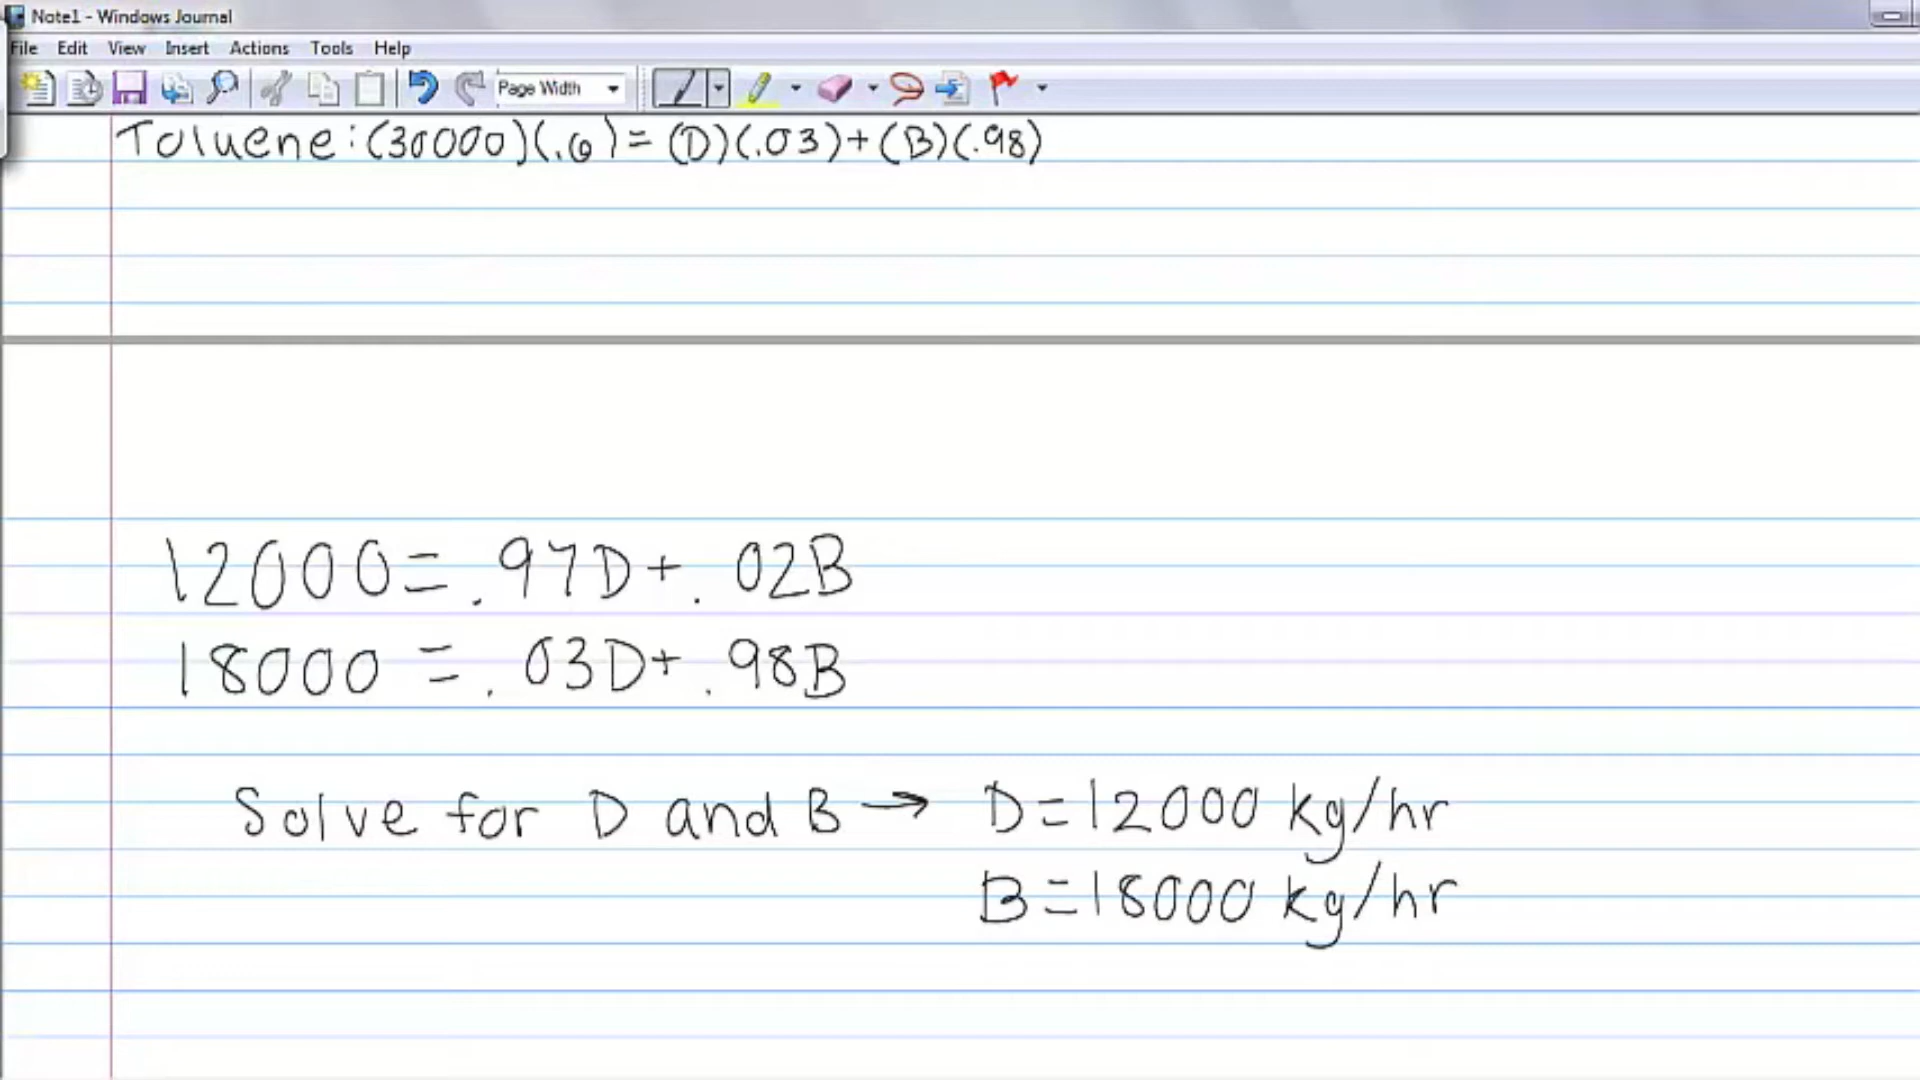 Note1 - Windows Journal
File Edit View Insert Actions Tools Help
Page Width
Toluene: (30000)(.6) = (D)(.03) + (B)(.98)
12000 = .97D + .02B
18000 = .03D + .98B
Solve for D and B → D = 12000 kg/hr
B = 18000 kg/hr